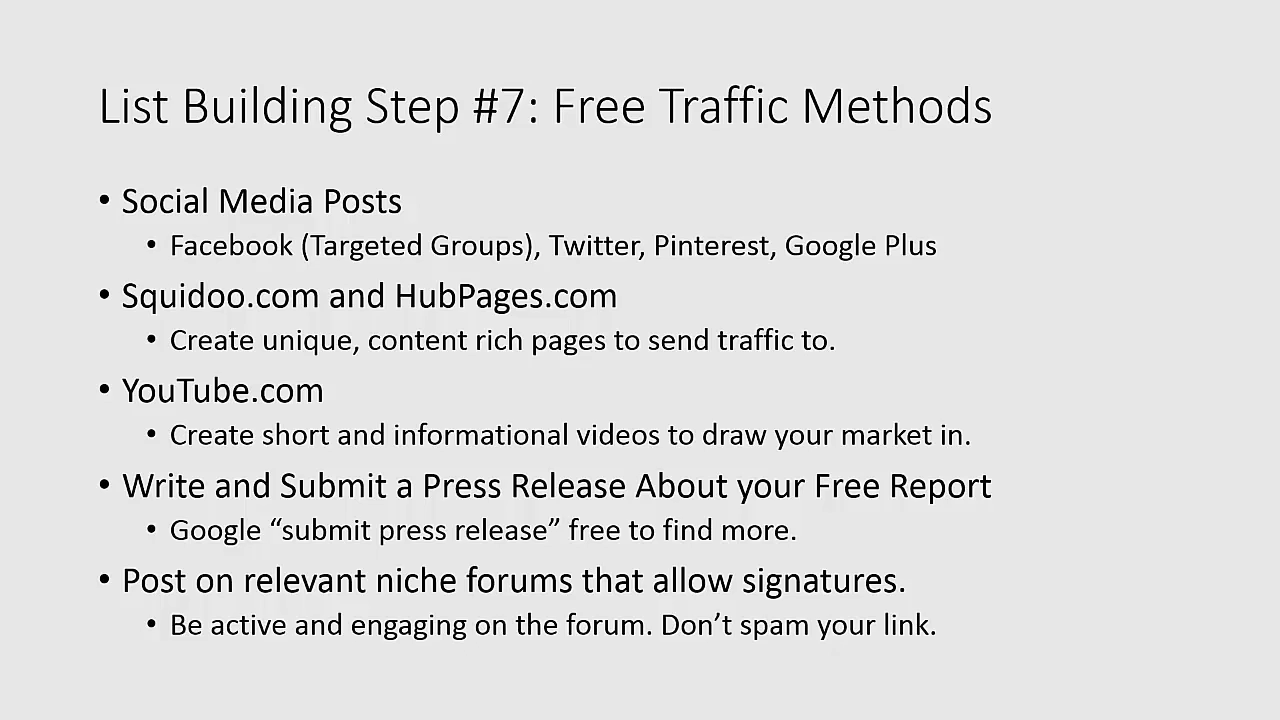 List Building Step #7: Free Traffic Methods
• Social Media Posts
• Facebook (Targeted Groups), Twitter, Pinterest, Google Plus
• Squidoo.com and HubPages.com
• Create unique, content rich pages to send traffic to.
• YouTube.com
• Create short and informational videos to draw your market in.
• Write and Submit a Press Release About your Free Report
• Google “submit press release” free to find more.
• Post on relevant niche forums that allow signatures.
• Be active and engaging on the forum. Don’t spam your link.